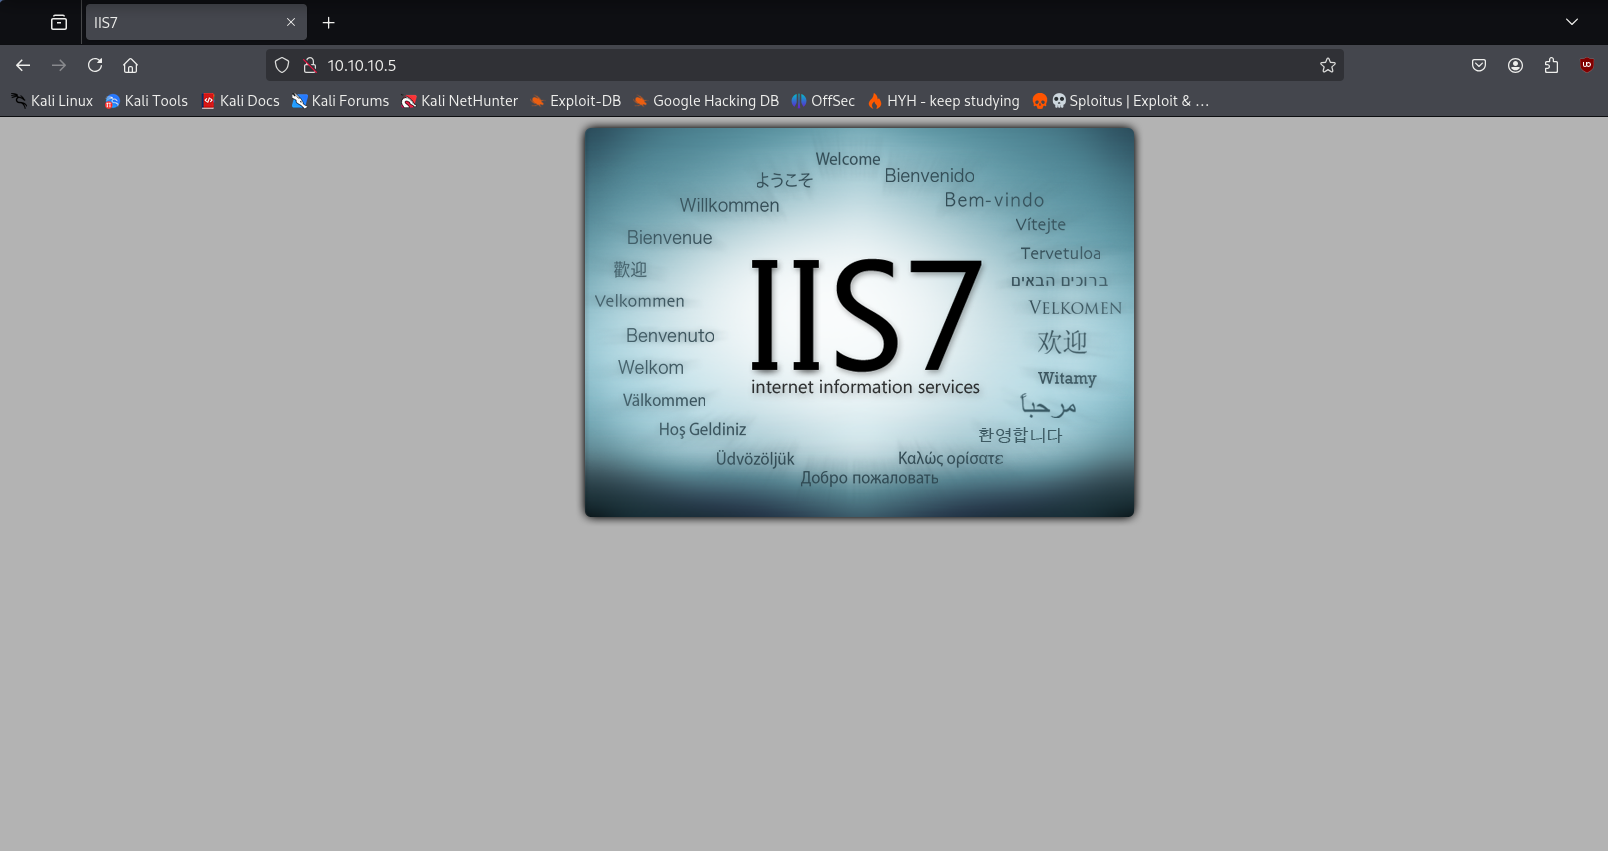 IIS7
10.10.10.5
Kali Linux Kali Tools Kali Docs Kali Forums Kali NetHunter Exploit-DB Google Hacking DB OffSec HYH - keep studying Sploitus | Exploit & ...
Welcome
ようこそ
Bienvenido
Willkommen
Bem-vindo
Vítejte
Bienvenue
Tervetuloa
歡迎
ברוכים הבאים
Velkommen
VELKOMEN
IIS7
Benvenuto
欢迎
Welkom
Witamy
internet information services
Välkommen
مرحباً
Hoş Geldiniz
환영합니다
Üdvözöljük
Καλώς ορίσατε
Добро пожаловать